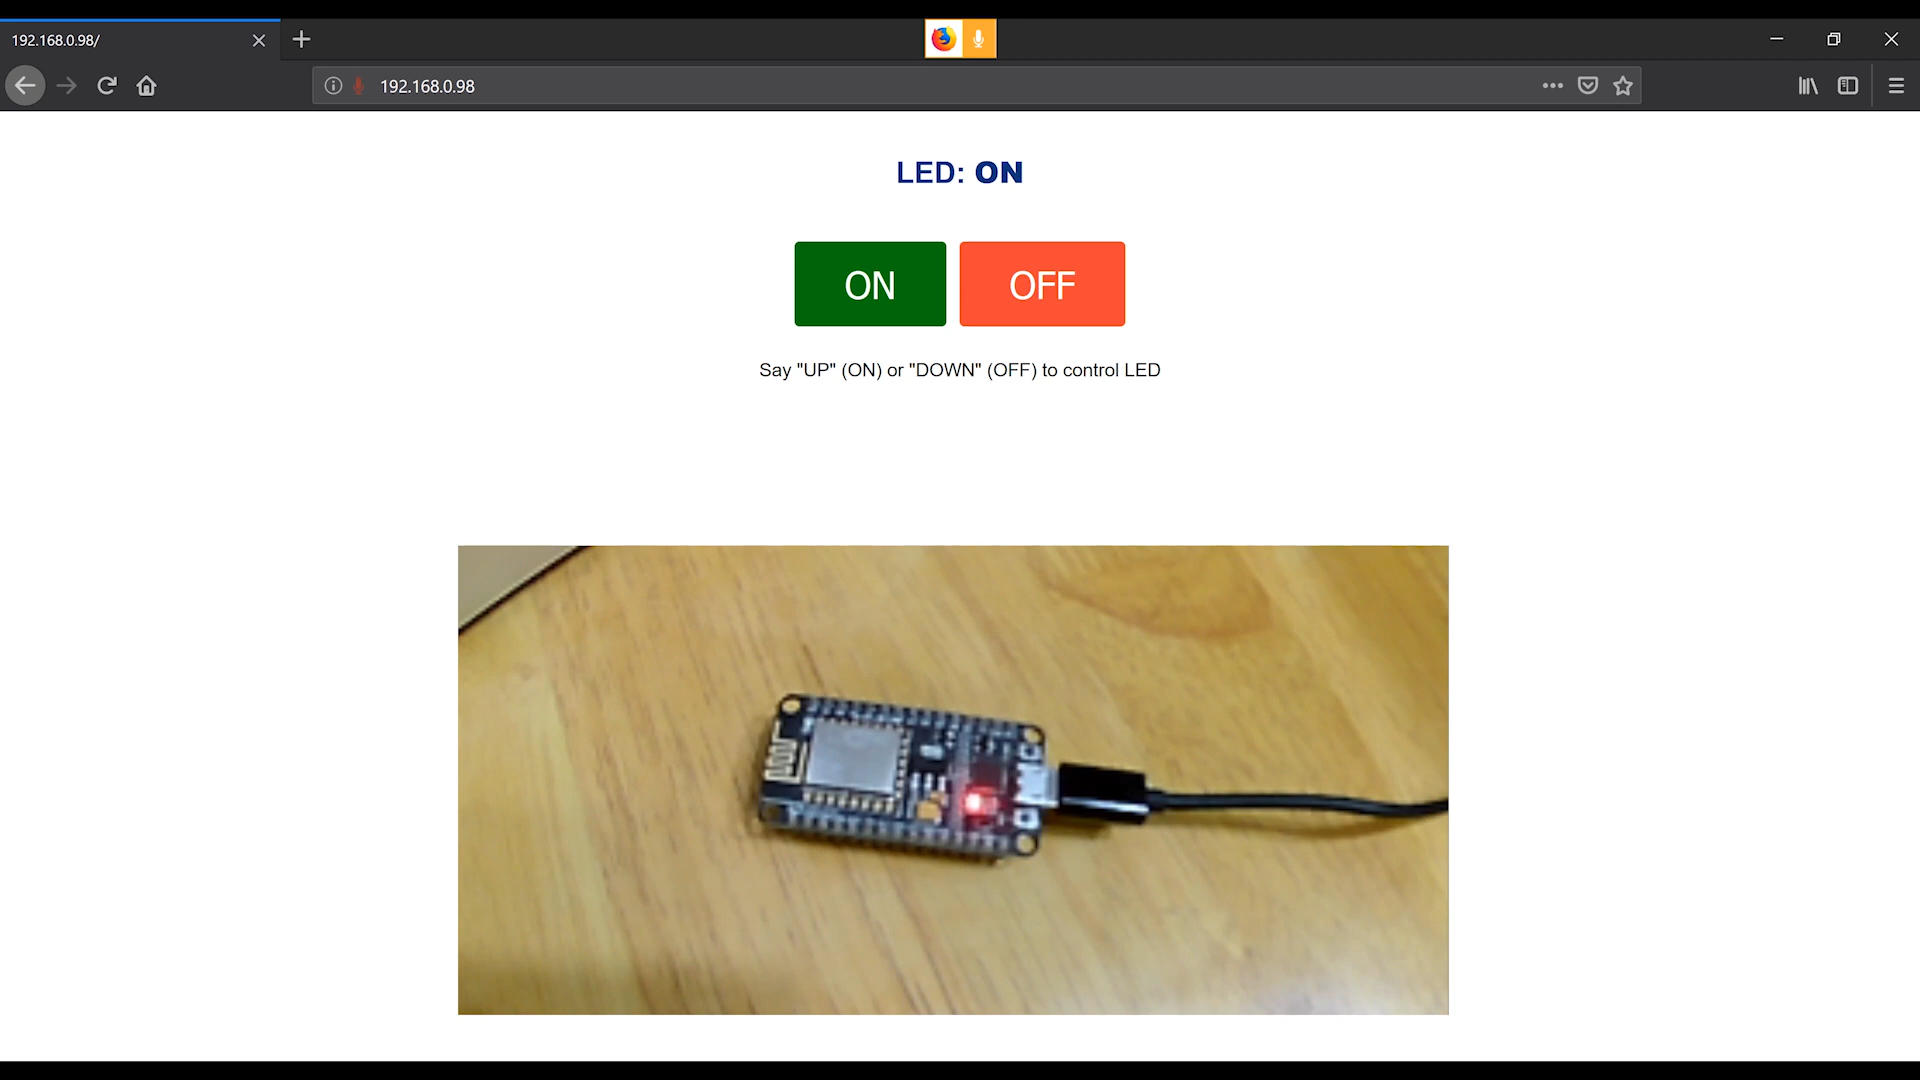 192.168.0.98/
192.168.0.98
LED: ON
ON OFF
Say "UP" (ON) or "DOWN" (OFF) to control LED